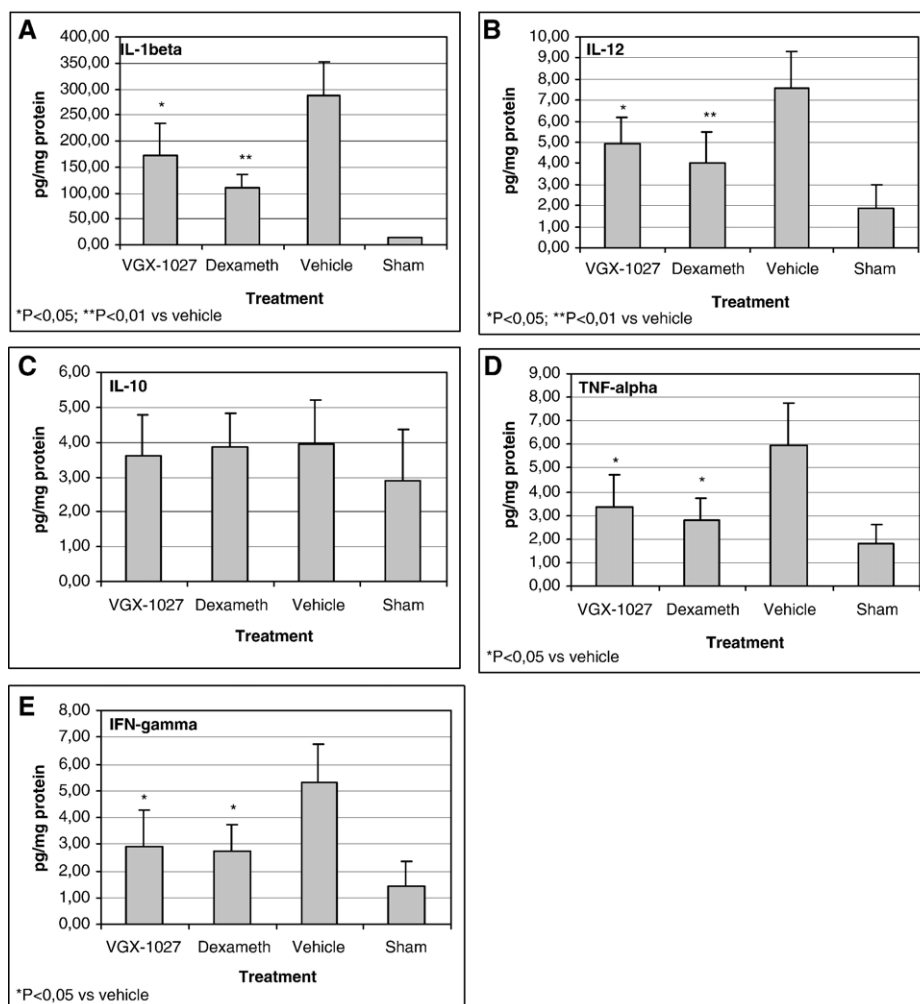 A
IL-1beta
400,00
350,00
300,00
250,00
200,00
150,00
100,00
50,00
0,00
pg/mg protein
*
**
VGX-1027 Dexameth Vehicle Sham
Treatment
*P<0,05; **P<0,01 vs vehicle
B
IL-12
10,00
9,00
8,00
7,00
6,00
5,00
4,00
3,00
2,00
1,00
0,00
pg/mg protein
*
**
VGX-1027 Dexameth Vehicle Sham
Treatment
*P<0,05; **P<0,01 vs vehicle
C
IL-10
6,00
5,00
4,00
3,00
2,00
1,00
0,00
pg/mg protein
VGX-1027 Dexameth Vehicle Sham
Treatment
D
TNF-alpha
9,00
8,00
7,00
6,00
5,00
4,00
3,00
2,00
1,00
0,00
pg/mg protein
*
*
VGX-1027 Dexameth Vehicle Sham
Treatment
*P<0,05 vs vehicle
E
IFN-gamma
8,00
7,00
6,00
5,00
4,00
3,00
2,00
1,00
0,00
pg/mg protein
*
*
VGX-1027 Dexameth Vehicle Sham
Treatment
*P<0,05 vs vehicle